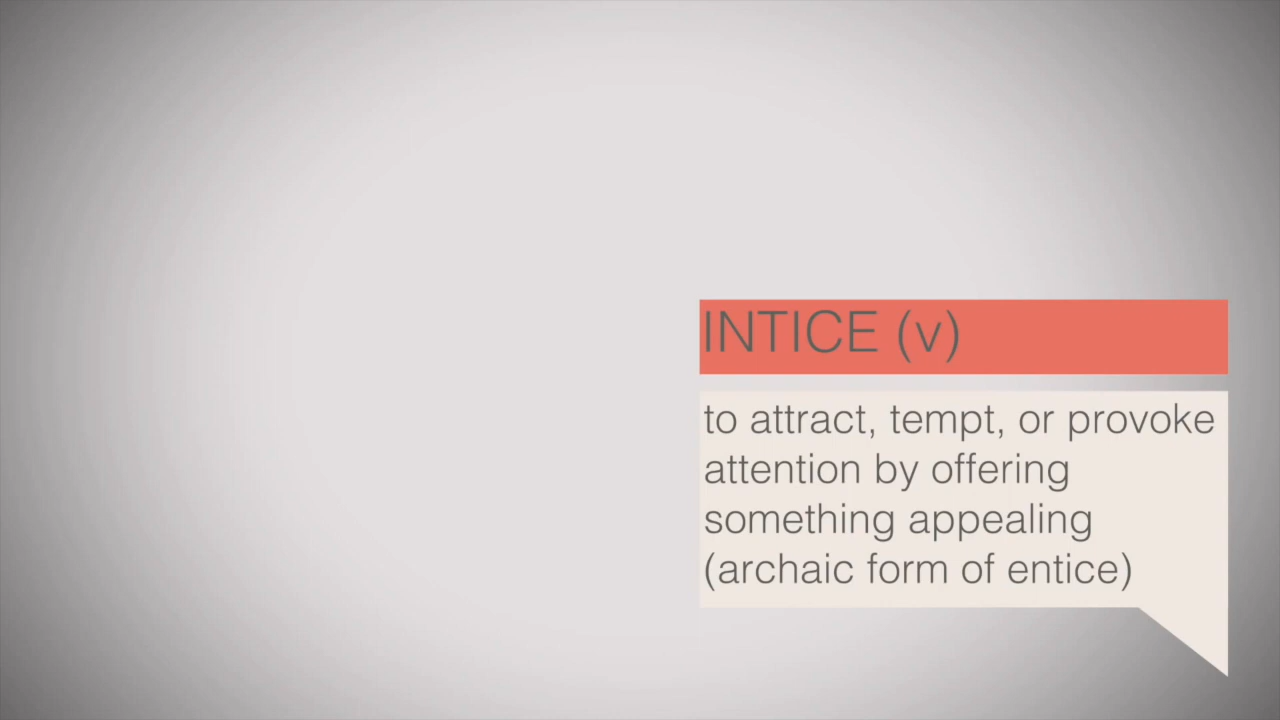 INTICE (v)
to attract, tempt, or provoke
attention by offering
something appealing
(archaic form of entice)